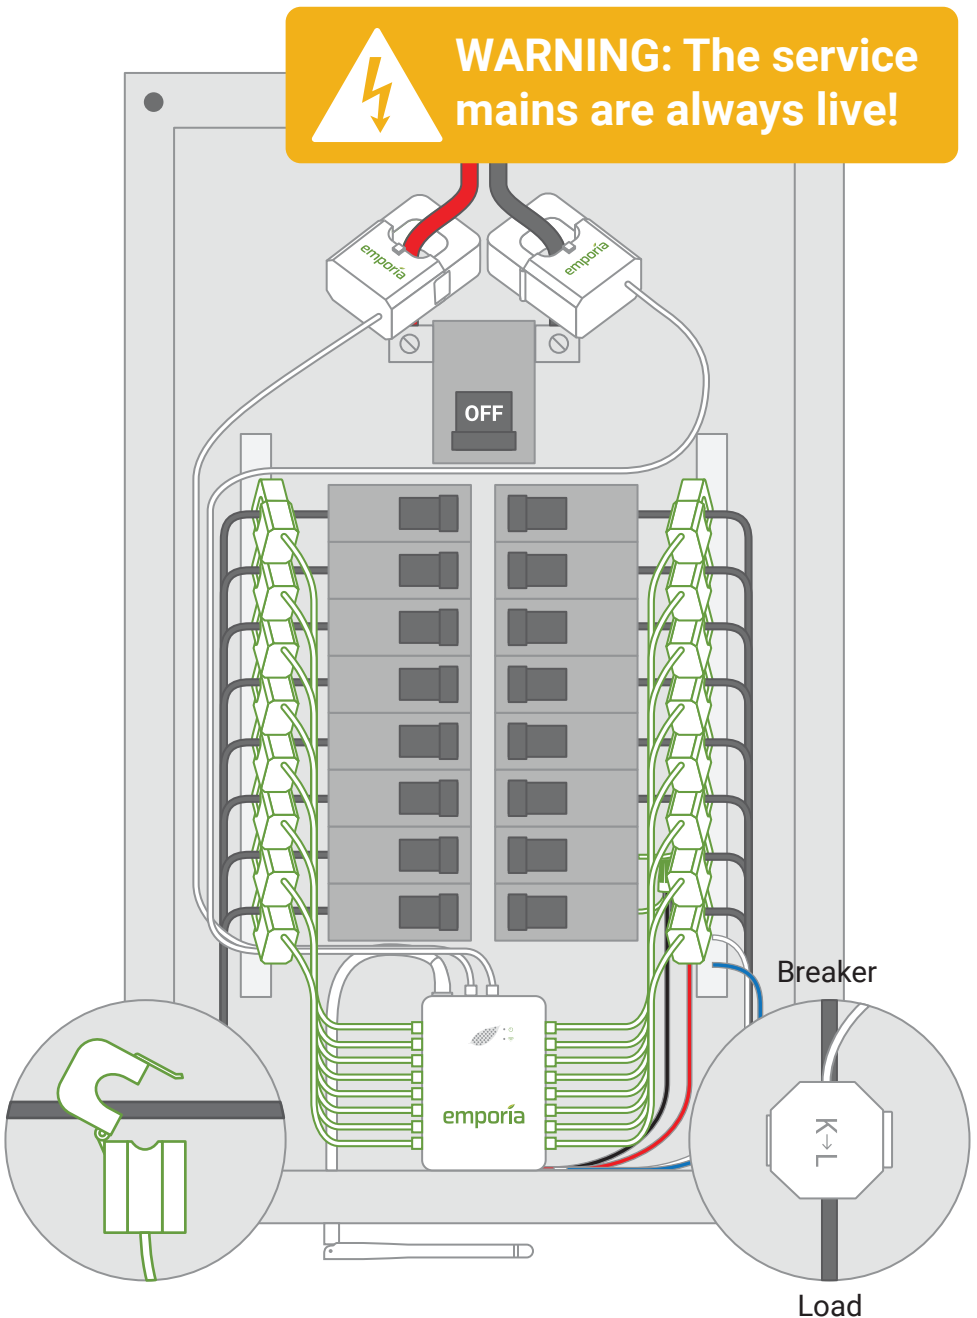 WARNING: The service
mains are always live!
emporia
emporia
OFF
Breaker
emporia
K→L
Load